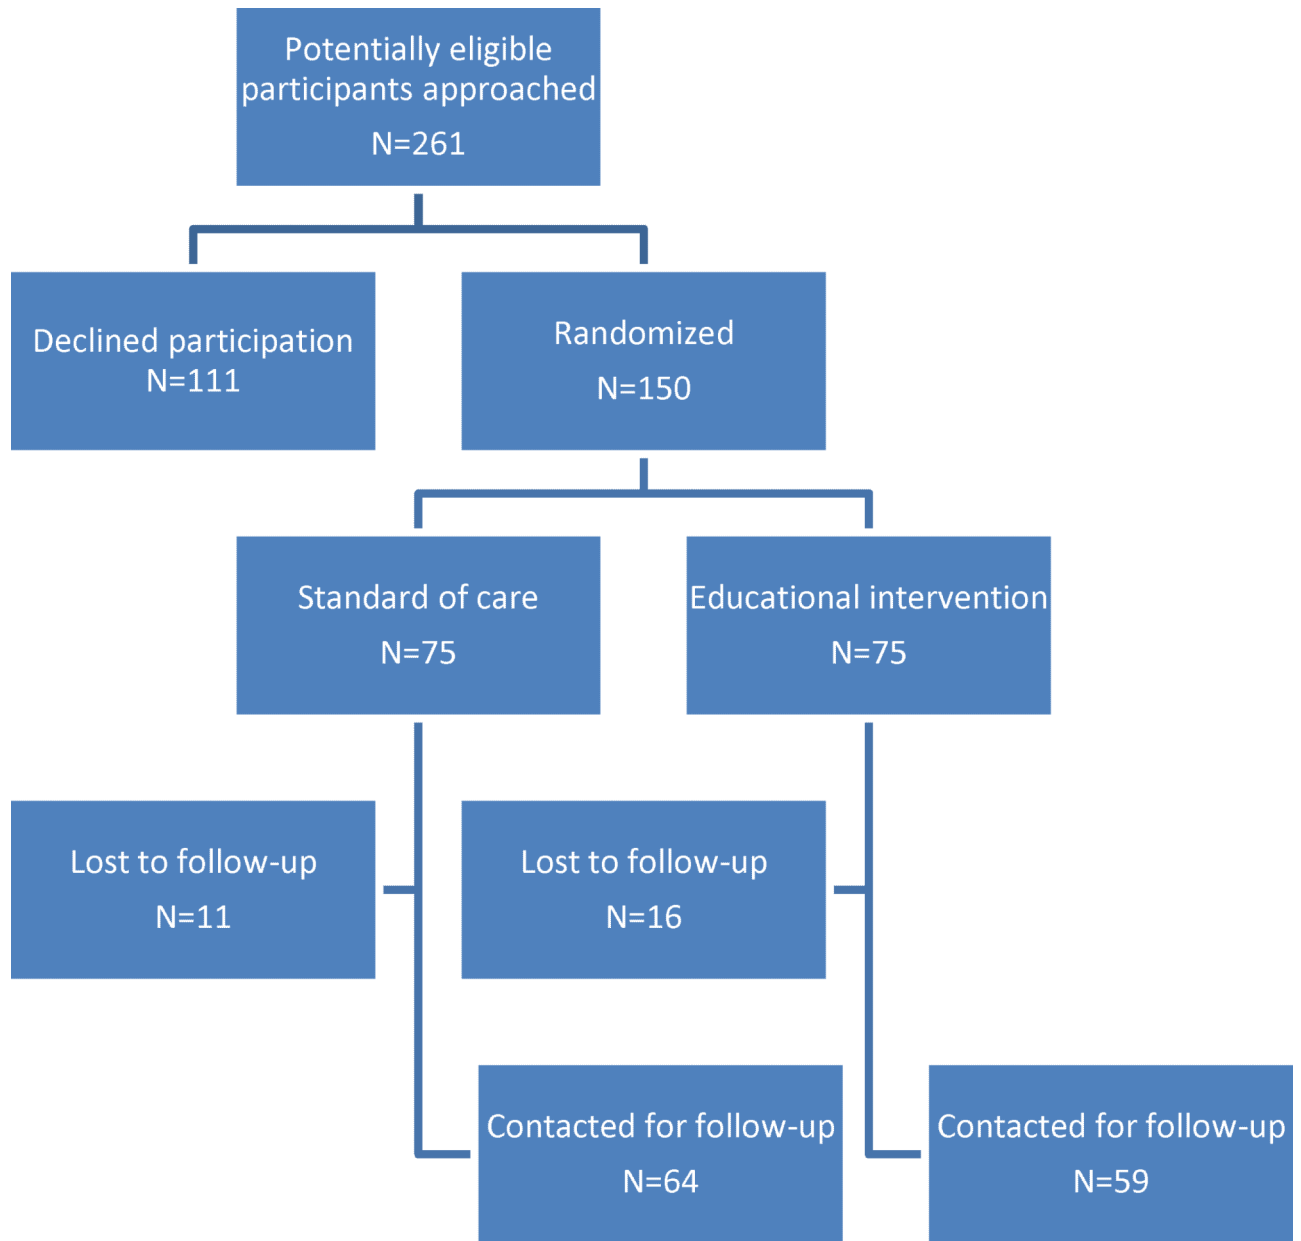 Potentially eligible
participants approached
N=261
Declined participation
N=111
Randomized
N=150
Standard of care
N=75
Educational intervention
N=75
Lost to follow-up
N=11
Lost to follow-up
N=16
Contacted for follow-up
N=64
Contacted for follow-up
N=59